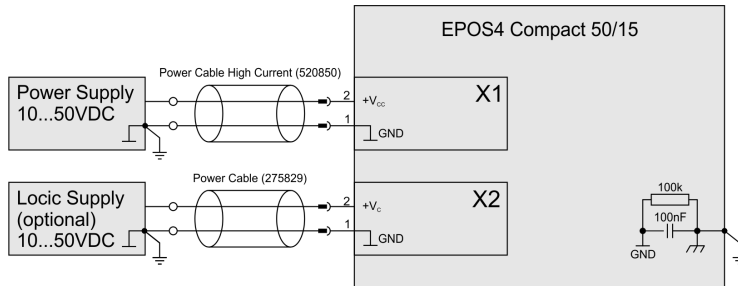 EPOS4 Compact 50/15
Power Cable High Current (520850)
Power Supply
10...50VDC
2
+Vcc
X1
1
GND
Power Cable (275829)
Locic Supply
(optional)
10...50VDC
2
+Vc
X2
1
GND
100k
100nF
GND